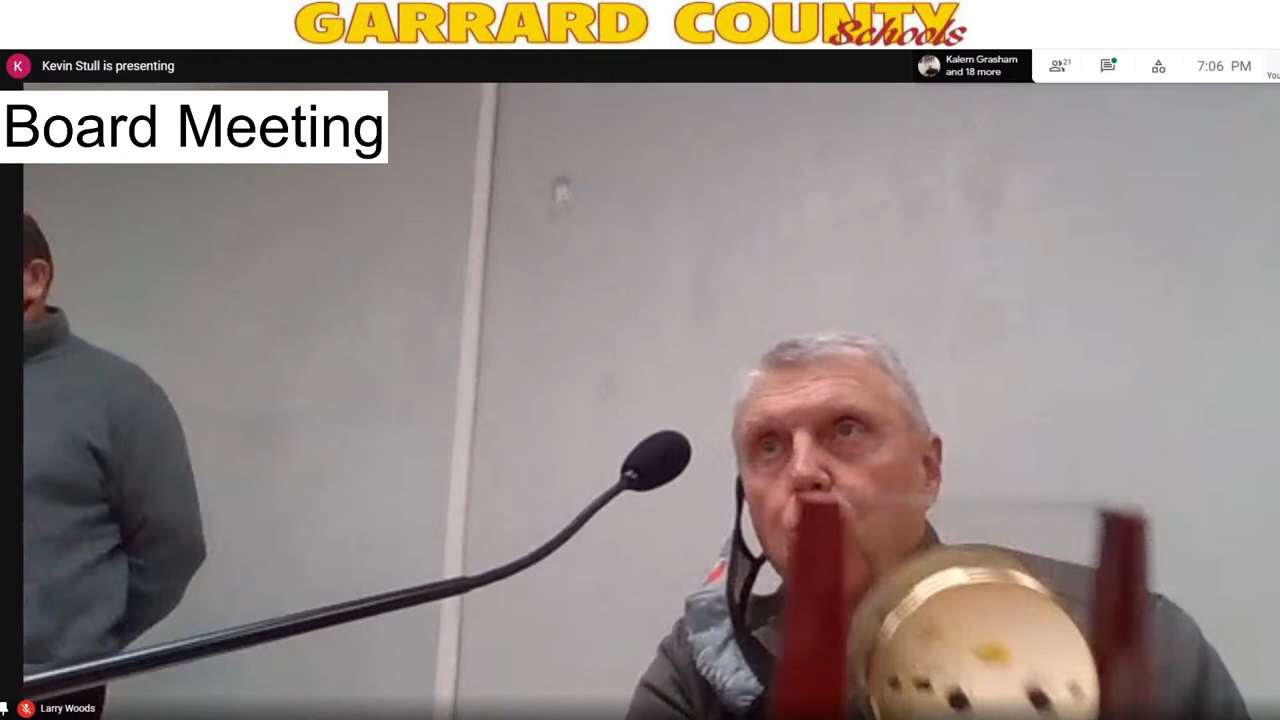 GARRARD COUNTY
Schools
K
Kevin Stull is presenting
Kalem Grasham
and 18 more
21
7:06 PM
You
Board Meeting
Larry Woods